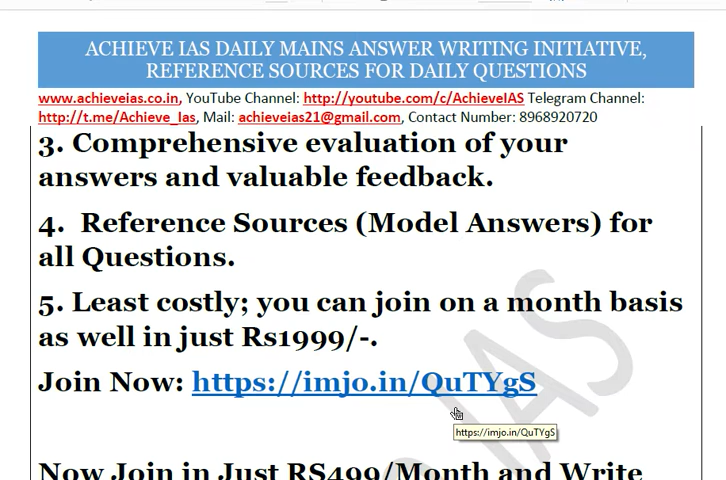 ACHIEVE IAS DAILY MAINS ANSWER WRITING INITIATIVE,
REFERENCE SOURCES FOR DAILY QUESTIONS
www.achieveias.co.in, YouTube Channel: http://youtube.com/c/AchieveIAS Telegram Channel:
http://t.me/Achieve_Ias, Mail: achieveias21@gmail.com, Contact Number: 8968920720
3. Comprehensive evaluation of your
answers and valuable feedback.
4. Reference Sources (Model Answers) for
all Questions.
5. Least costly; you can join on a month basis
as well in just Rs1999/-.
Join Now: https://imjo.in/QuTYgS
https://imjo.in/QuTYgS
Now Join in Just RS499/Month and Write
IAS